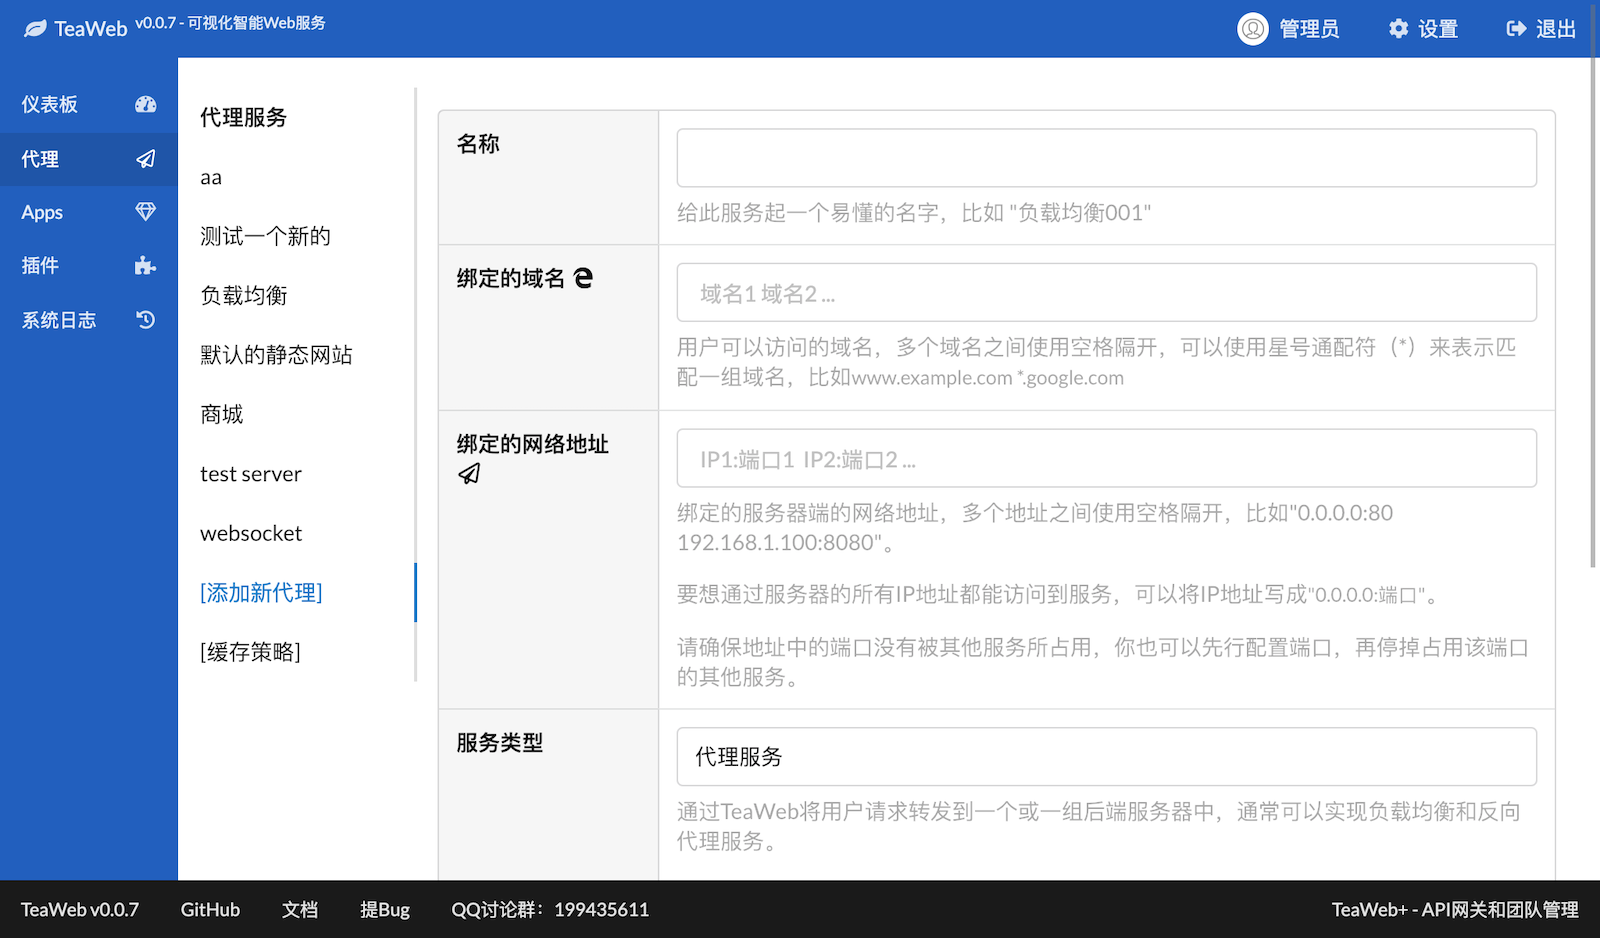 TeaWeb v0.0.7 - 可视化智能Web服务
管理员
设置
退出
仪表板
代理
Apps
插件
系统日志
代理服务
aa
测试一个新的
负载均衡
默认的静态网站
商城
test server
websocket
[添加新代理]
[缓存策略]
名称
给此服务起一个易懂的名字，比如 "负载均衡001"
绑定的域名
域名1 域名2 ...
用户可以访问的域名，多个域名之间使用空格隔开，可以使用星号通配符（*）来表示匹
配一组域名，比如www.example.com *.google.com
绑定的网络地址
IP1:端口1 IP2:端口2 ...
绑定的服务器端的网络地址，多个地址之间使用空格隔开，比如"0.0.0.0:80
192.168.1.100:8080"。
要想通过服务器的所有IP地址都能访问到服务，可以将IP地址写成"0.0.0.0:端口"。
请确保地址中的端口没有被其他服务所占用，你也可以先行配置端口，再停掉占用该端口
的其他服务。
服务类型
代理服务
通过TeaWeb将用户请求转发到一个或一组后端服务器中，通常可以实现负载均衡和反向
代理服务。
TeaWeb v0.0.7
GitHub
文档
提Bug
QQ讨论群：199435611
TeaWeb+ - API网关和团队管理